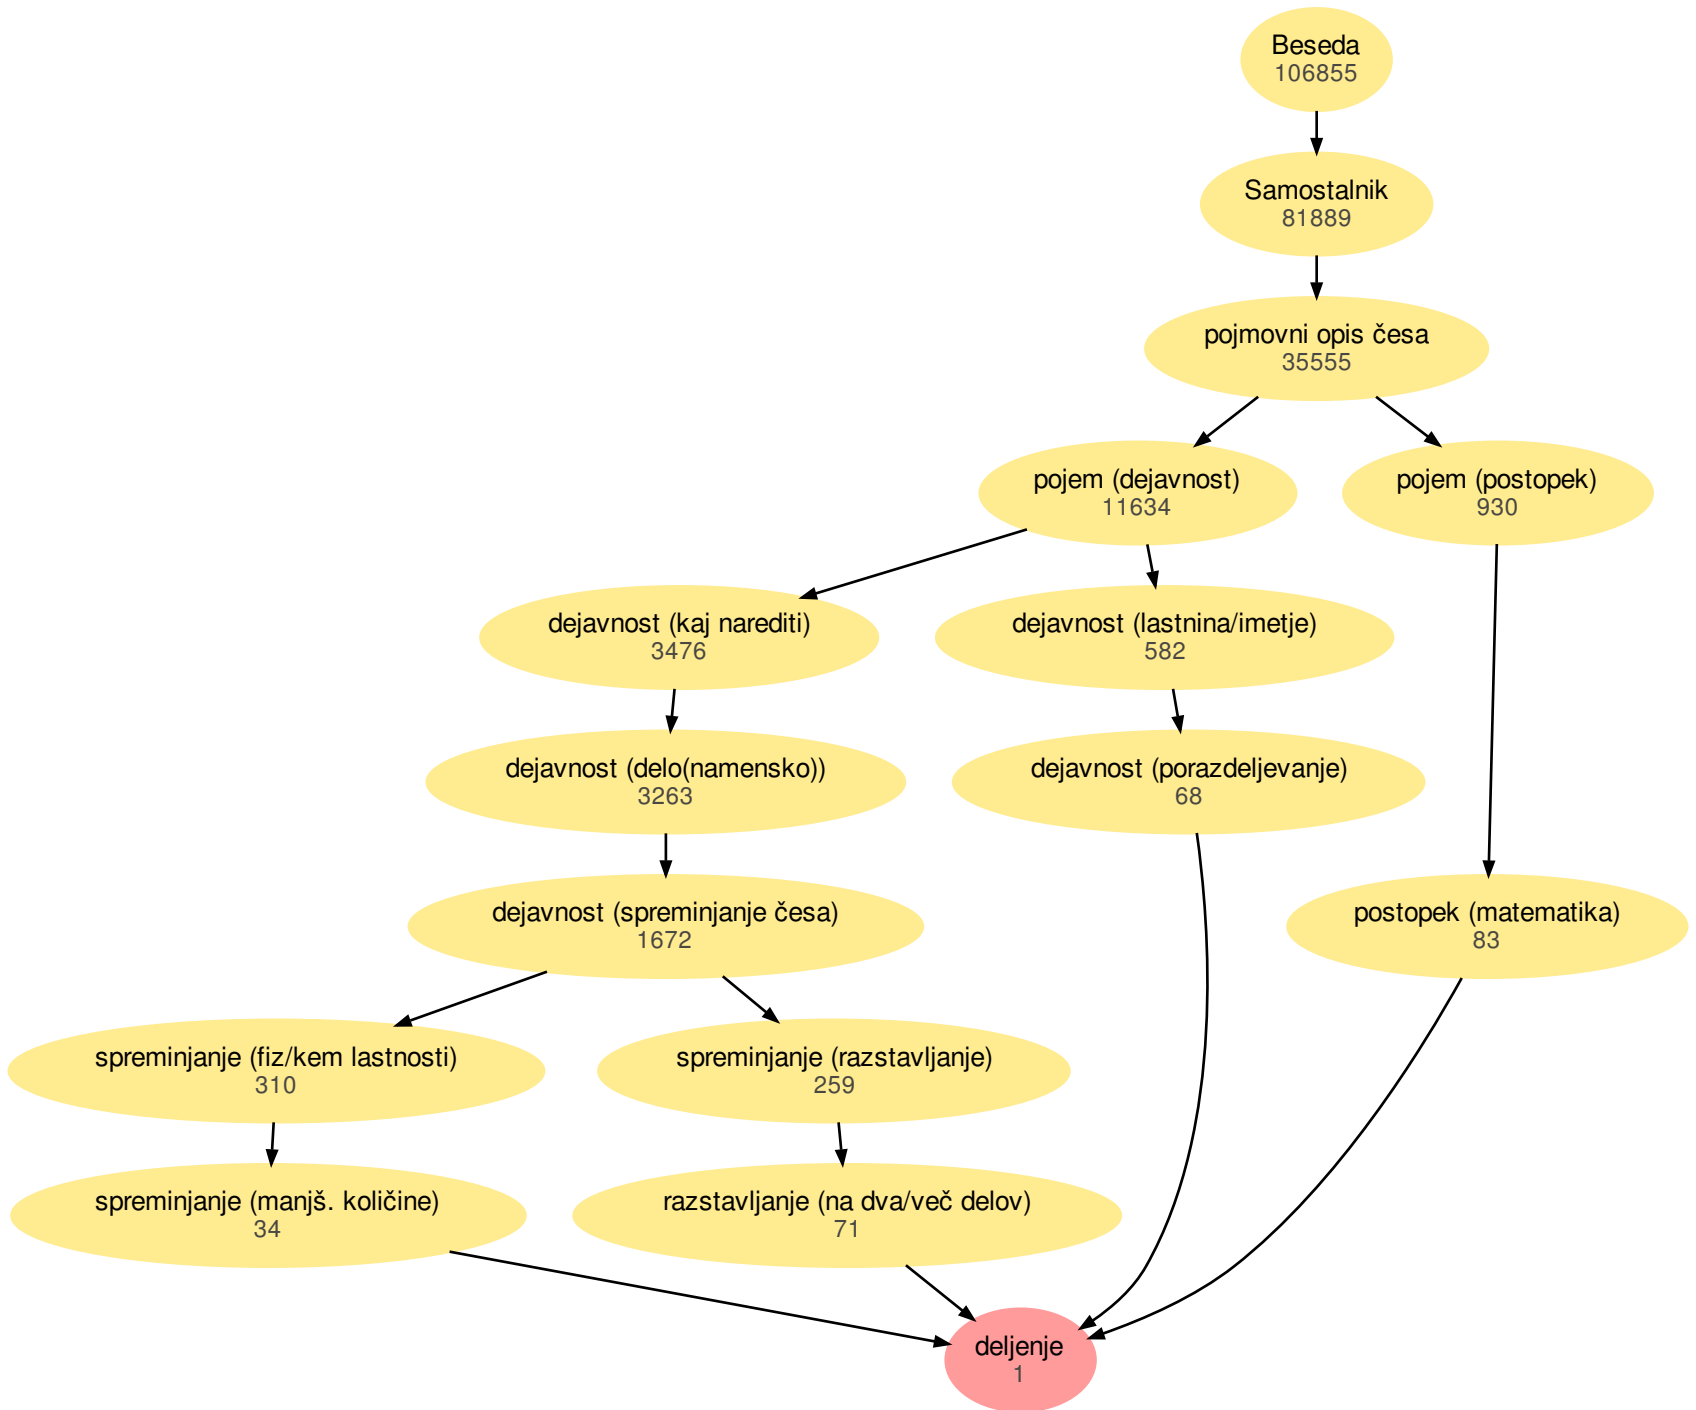 Beseda
106855
Samostalnik
81889
pojmovni opis česa
35555
pojem (dejavnost)
11634
pojem (postopek)
930
dejavnost (kaj narediti)
3476
dejavnost (lastnina/imetje)
582
dejavnost (delo(namensko))
3263
dejavnost (porazdeljevanje)
68
dejavnost (spreminjanje česa)
1672
postopek (matematika)
83
spreminjanje (fiz/kem lastnosti)
310
spreminjanje (razstavljanje)
259
spreminjanje (manjš. količine)
34
razstavljanje (na dva/več delov)
71
deljenje
1